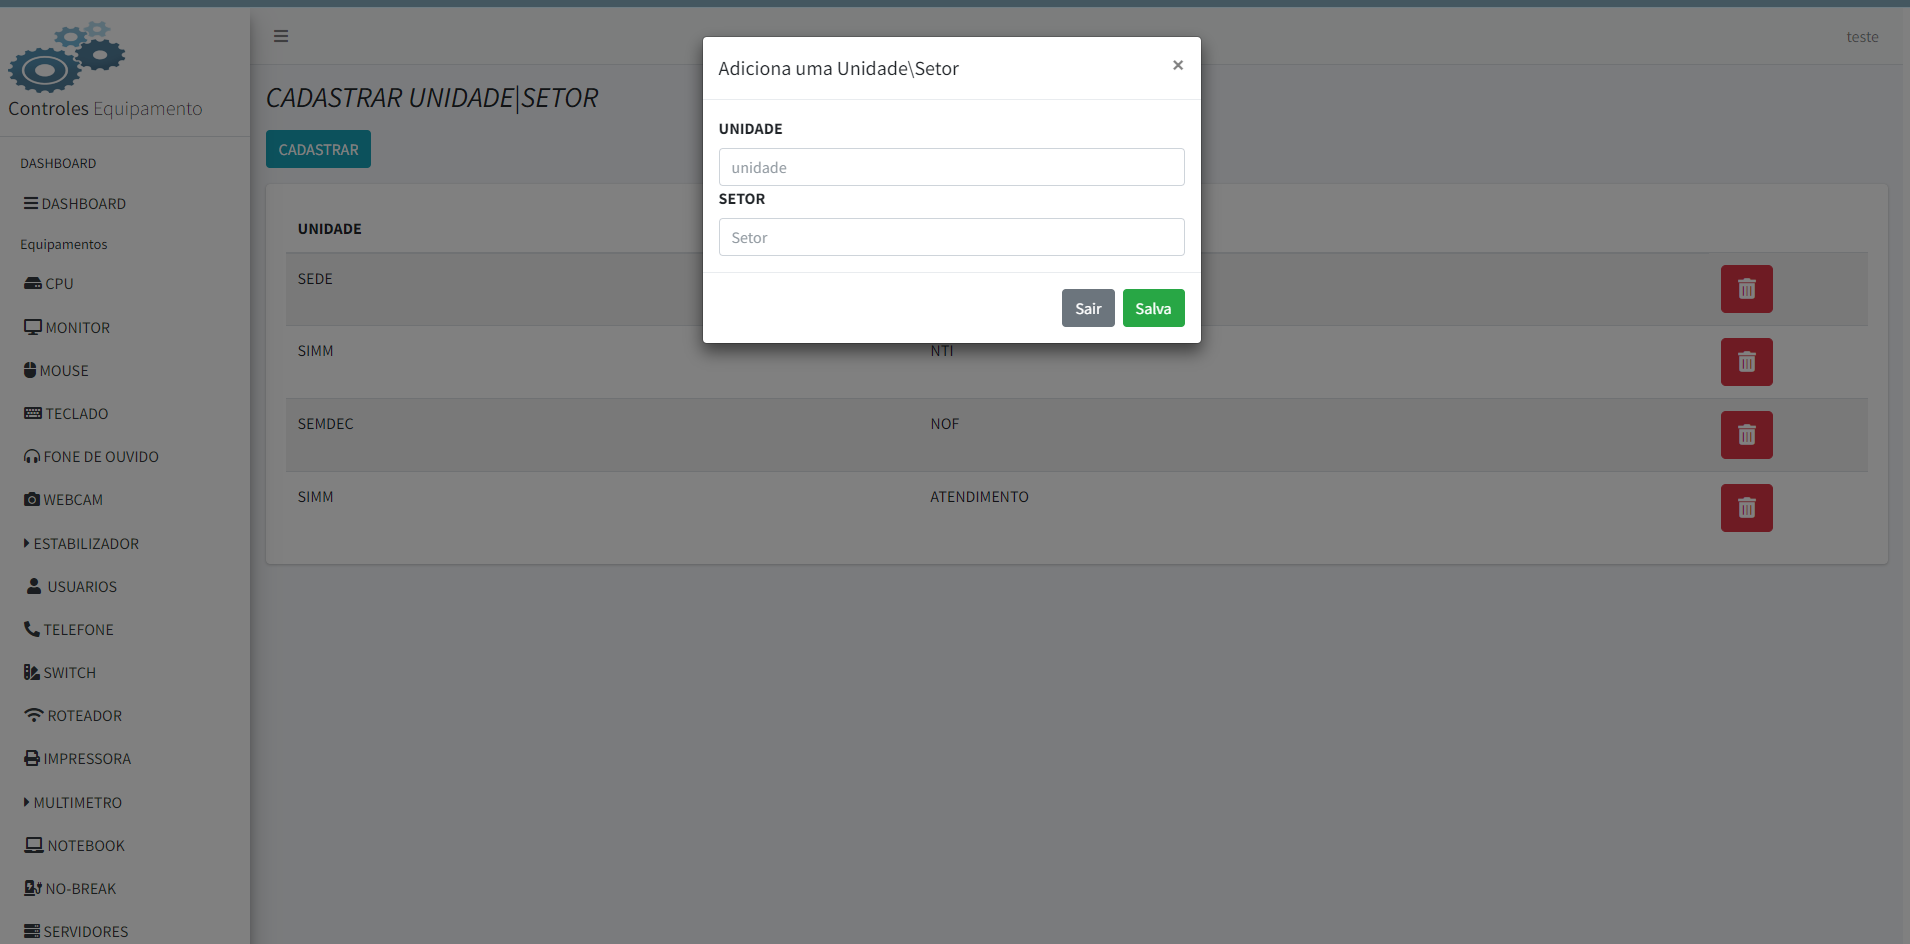 Controles Equipamento
DASHBOARD
DASHBOARD
Equipamentos
CPU
MONITOR
MOUSE
TECLADO
FONE DE OUVIDO
WEBCAM
ESTABILIZADOR
USUARIOS
TELEFONE
SWITCH
ROTEADOR
IMPRESSORA
MULTIMETRO
NOTEBOOK
NO-BREAK
SERVIDORES
teste
CADASTRAR UNIDADE|SETOR
CADASTRAR
UNIDADE
SEDE
SIMM NTI
SEMDEC NOF
SIMM ATENDIMENTO
Adiciona uma Unidade\Setor ×
UNIDADE
unidade
SETOR
Setor
Sair Salva